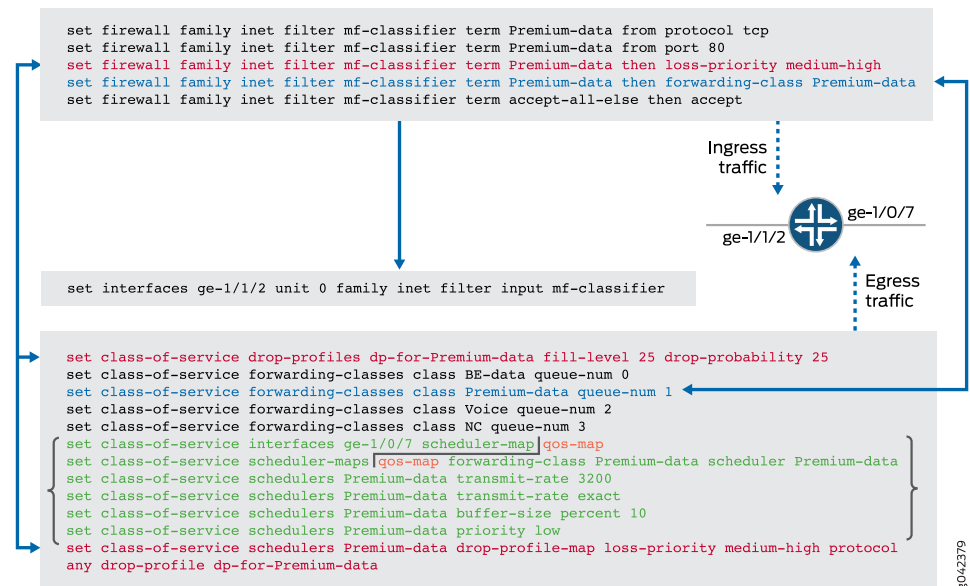 set firewall family inet filter mf-classifier term Premium-data from protocol tcp
set firewall family inet filter mf-classifier term Premium-data from port 80
set firewall family inet filter mf-classifier term Premium-data then loss-priority medium-high
set firewall family inet filter mf-classifier term Premium-data then forwarding-class Premium-data
set firewall family inet filter mf-classifier term accept-all-else then accept
Ingress
traffic
ge-1/0/7
ge-1/1/2
Egress
traffic
set interfaces ge-1/1/2 unit 0 family inet filter input mf-classifier
set class-of-service drop-profiles dp-for-Premium-data fill-level 25 drop-probability 25
set class-of-service forwarding-classes class BE-data queue-num 0
set class-of-service forwarding-classes class Premium-data queue-num 1
set class-of-service forwarding-classes class Voice queue-num 2
set class-of-service forwarding-classes class NC queue-num 3
set class-of-service interfaces ge-1/0/7 scheduler-map qos-map
set class-of-service scheduler-maps qos-map forwarding-class Premium-data scheduler Premium-data
set class-of-service schedulers Premium-data transmit-rate 3200
set class-of-service schedulers Premium-data transmit-rate exact
set class-of-service schedulers Premium-data buffer-size percent 10
set class-of-service schedulers Premium-data priority low
set class-of-service schedulers Premium-data drop-profile-map loss-priority medium-high protocol
any drop-profile dp-for-Premium-data